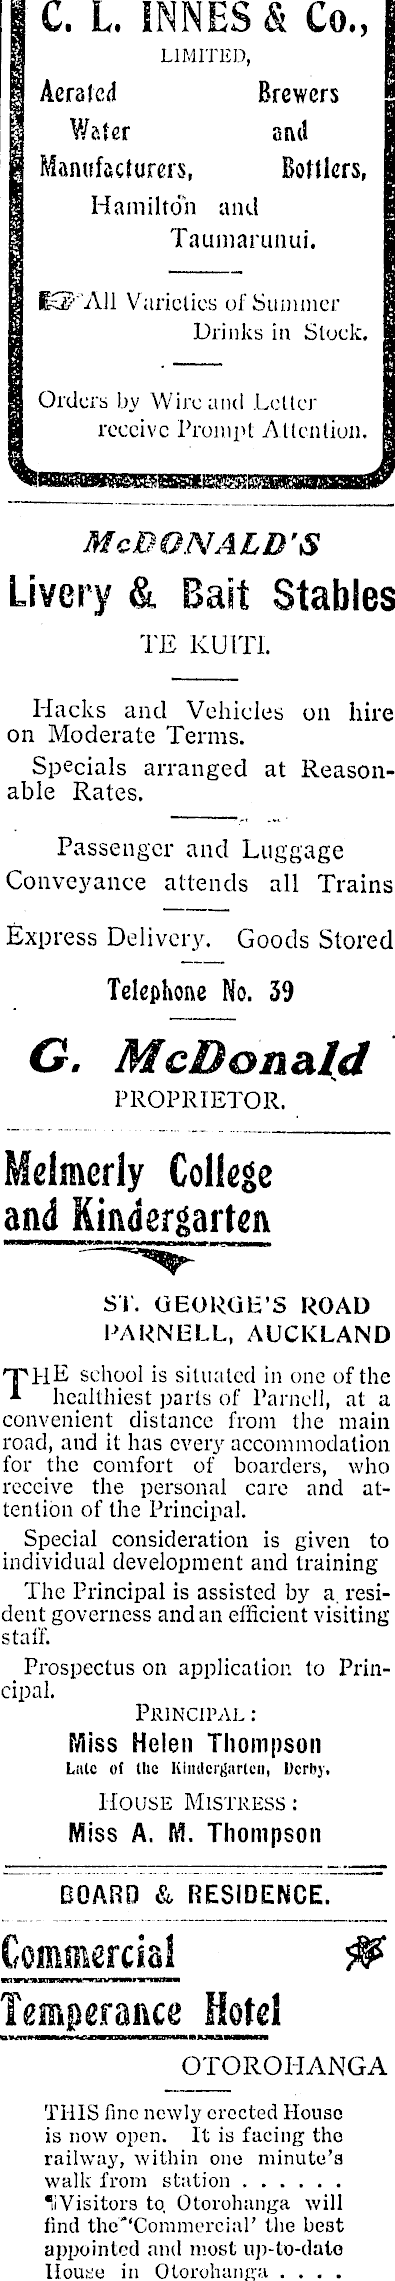 C. L. INNES & Co.,
LIMITED,
Aerated Brewers
Water and
Manufacturers, Bottlers,
Hamilton and
Taumarunui.
☞ All Varieties of Summer
Drinks in Stock.
Orders by Wire and Letter
receive Prompt Attention.
McDONALD'S
Livery & Bait Stables
TE KUITI.
Hacks and Vehicles on hire
on Moderate Terms.
Specials arranged at Reason-
able Rates.
Passenger and Luggage
Conveyance attends all Trains
Express Delivery. Goods Stored
Telephone No. 39
G. McDonald
PROPRIETOR.
Melmerly College
and Kindergarten
ST. GEORGE'S ROAD
PARNELL, AUCKLAND
THE school is situated in one of the
healthiest parts of Parnell, at a
convenient distance from the main
road, and it has every accommodation
for the comfort of boarders, who
receive the personal care and at-
tention of the Principal.
Special consideration is given to
individual development and training
The Principal is assisted by a resi-
dent governess and an efficient visiting
staff.
Prospectus on application to Prin-
cipal.
PRINCIPAL:
Miss Helen Thompson
Late of the Kindergarten, Derby.
HOUSE MISTRESS:
Miss A. M. Thompson
BOARD & RESIDENCE.
Commercial
Temperance Hotel
OTOROHANGA
THIS fine newly erected House
is now open. It is facing the
railway, within one minute's
walk from station . . . . . .
¶Visitors to Otorohanga will
find the 'Commercial' the best
appointed and most up-to-date
House in Otorohanga . . . .